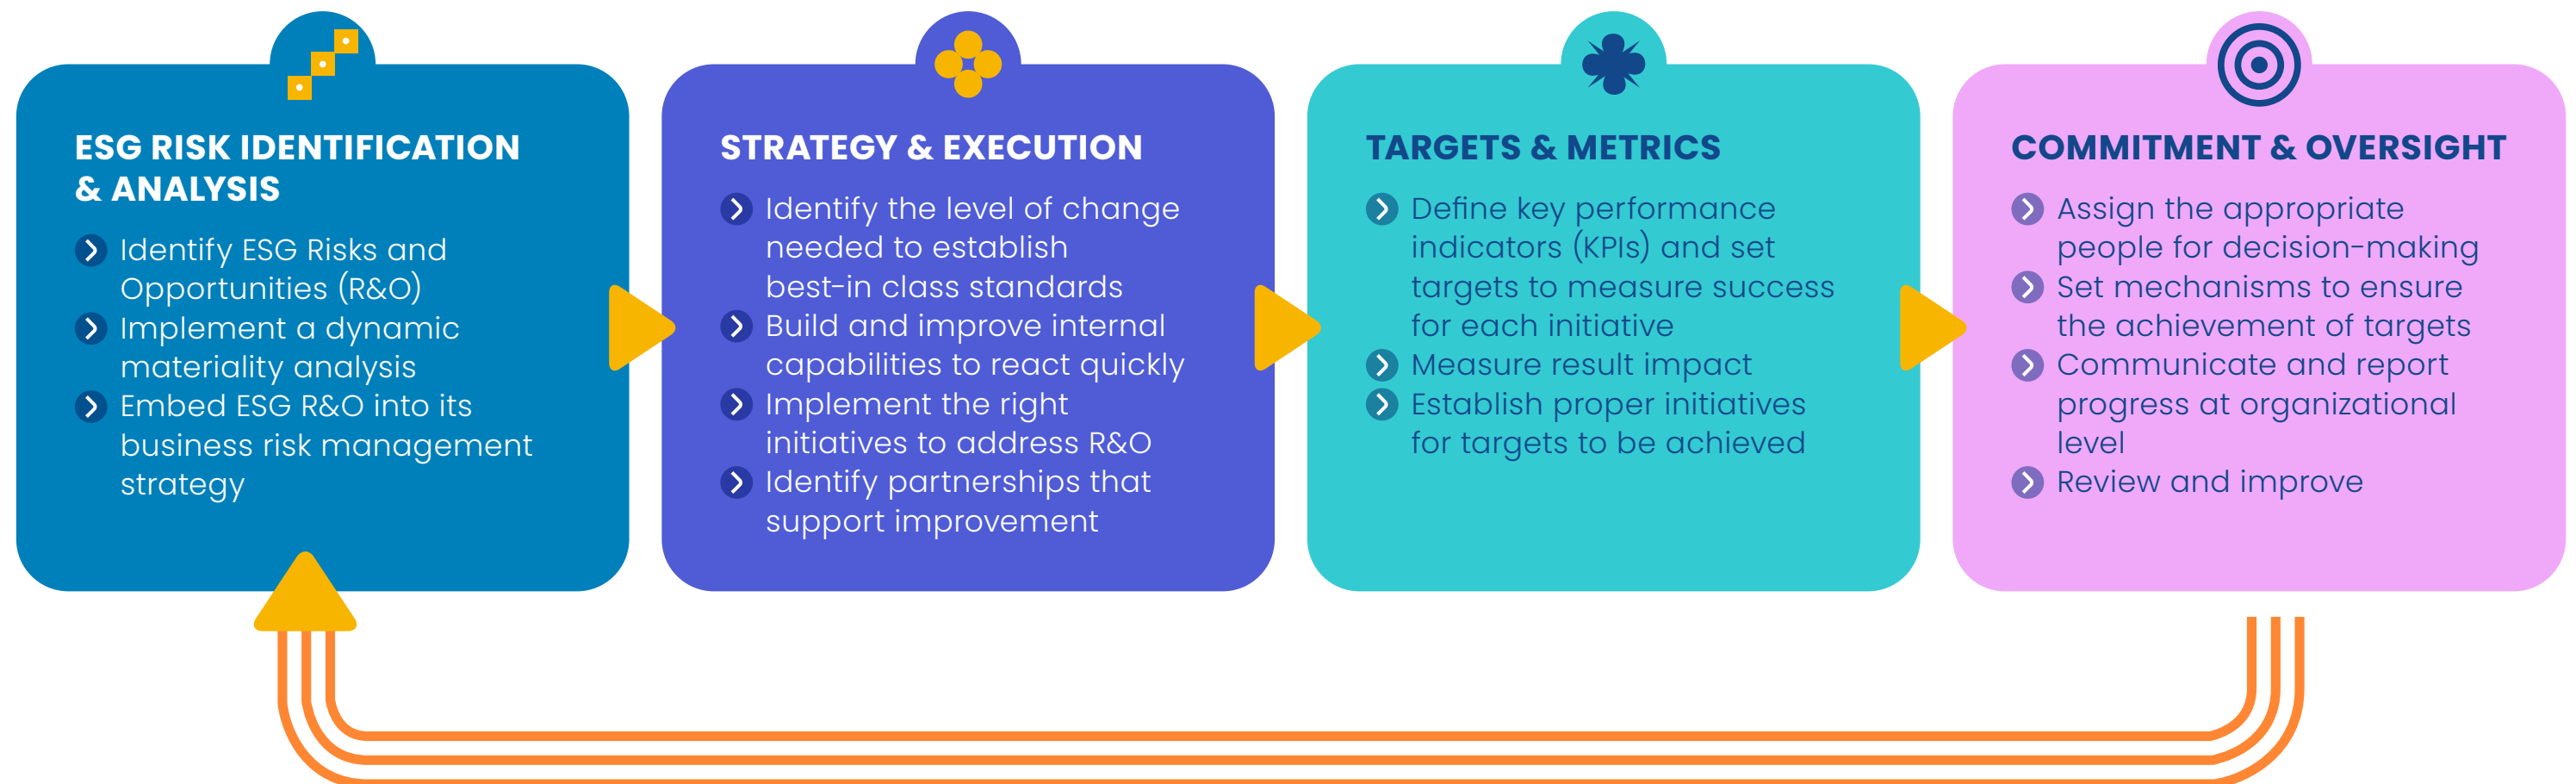 ESG RISK IDENTIFICATION
& ANALYSIS
Identify ESG Risks and
Opportunities (R&O)
Implement a dynamic
materiality analysis
Embed ESG R&O into its
business risk management
strategy
STRATEGY & EXECUTION
Identify the level of change
needed to establish
best-in class standards
Build and improve internal
capabilities to react quickly
Implement the right
initiatives to address R&O
Identify partnerships that
support improvement
TARGETS & METRICS
Define key performance
indicators (KPIs) and set
targets to measure success
for each initiative
Measure result impact
Establish proper initiatives
for targets to be achieved
COMMITMENT & OVERSIGHT
Assign the appropriate
people for decision-making
Set mechanisms to ensure
the achievement of targets
Communicate and report
progress at organizational
level
Review and improve